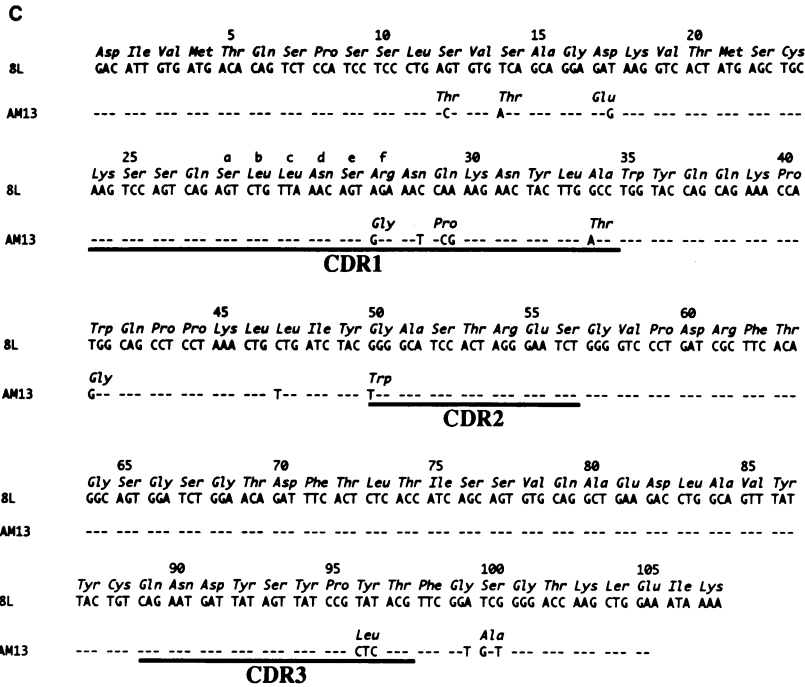 C
5 10 15 20
Asp Ile Val Met Thr Gln Ser Pro Ser Ser Leu Ser Val Ser Ala Gly Asp Lys Val Thr Met Ser Cys
8L GAC ATT GTG ATG ACA CAG TCT CCA TCC TCC CTG AGT GTG TCA GCA GGA GAT AAG GTC ACT ATG AGC TGC
Thr Thr Glu
AM13 --- --- --- --- --- --- --- --- --- --- --- -C- --- A-- --- --- --G --- --- --- --- --- ---
25 a b c d e f 30 35 40
Lys Ser Ser Gln Ser Leu Leu Asn Ser Arg Asn Gln Lys Asn Tyr Leu Ala Trp Tyr Gln Gln Lys Pro
8L AAG TCC AGT CAG AGT CTG TTA AAC AGT AGA AAC CAA AAG AAC TAC TTG GCC TGG TAC CAG CAG AAA CCA
Gly Pro Thr
AM13 --- --- --- --- --- --- --- --- --- G-- --T -CG --- --- --- --- A-- --- --- --- --- --- ---
CDR1
45 50 55 60
Trp Gln Pro Pro Lys Leu Leu Ile Tyr Gly Ala Ser Thr Arg Glu Ser Gly Val Pro Asp Arg Phe Thr
8L TGG CAG CCT CCT AAA CTG CTG ATC TAC GGG GCA TCC ACT AGG GAA TCT GGG GTC CCT GAT CGC TTC ACA
Gly Trp
AM13 G-- --- --- --- --- --- T-- --- --- T-- --- --- --- --- --- --- --- --- --- --- --- --- ---
CDR2
65 70 75 80 85
Gly Ser Gly Ser Gly Thr Asp Phe Thr Leu Thr Ile Ser Ser Val Gln Ala Glu Asp Leu Ala Val Tyr
8L GGC AGT GGA TCT GGA ACA GAT TTC ACT CTC ACC ATC AGC AGT GTG CAG GCT GAA GAC CTG GCA GTT TAT
AM13 --- --- --- --- --- --- --- --- --- --- --- --- --- --- --- --- --- --- --- --- --- --- ---
90 95 100 105
Tyr Cys Gln Asn Asp Tyr Ser Tyr Pro Tyr Thr Phe Gly Ser Gly Thr Lys Ler Glu Ile Lys
8L TAC TGT CAG AAT GAT TAT AGT TAT CCG TAT ACG TTC GGA TCG GGG ACC AAG CTG GAA ATA AAA
Leu Ala
AM13 --- --- --- --- --- --- --- --- --- CTC --- --- --T G-T --- --- --- --- ---
CDR3